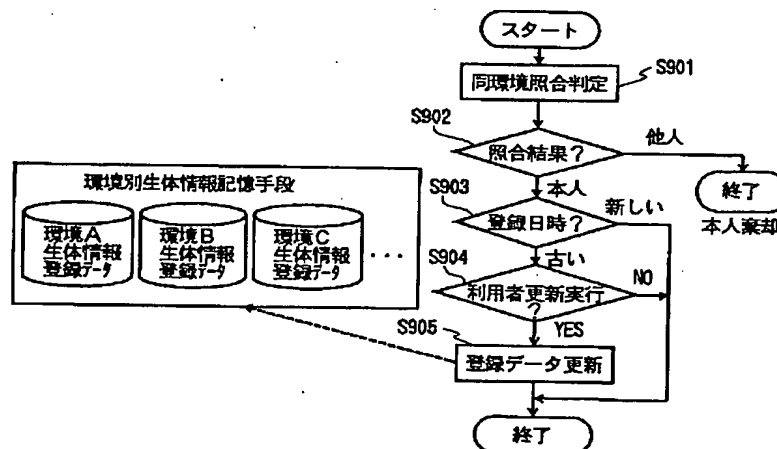 スタート
S901
同環境照合判定
S902
照合結果?
他人
終了
本人棄却
本人
S903
登録日時?
新しい
古い
S904
利用者更新実行
?
NO
YES
S905
登録データ更新
終了
環境別生体情報記憶手段
環境A
生体情報
登録データ
環境B
生体情報
登録データ
環境C
生体情報
登録データ
・・・